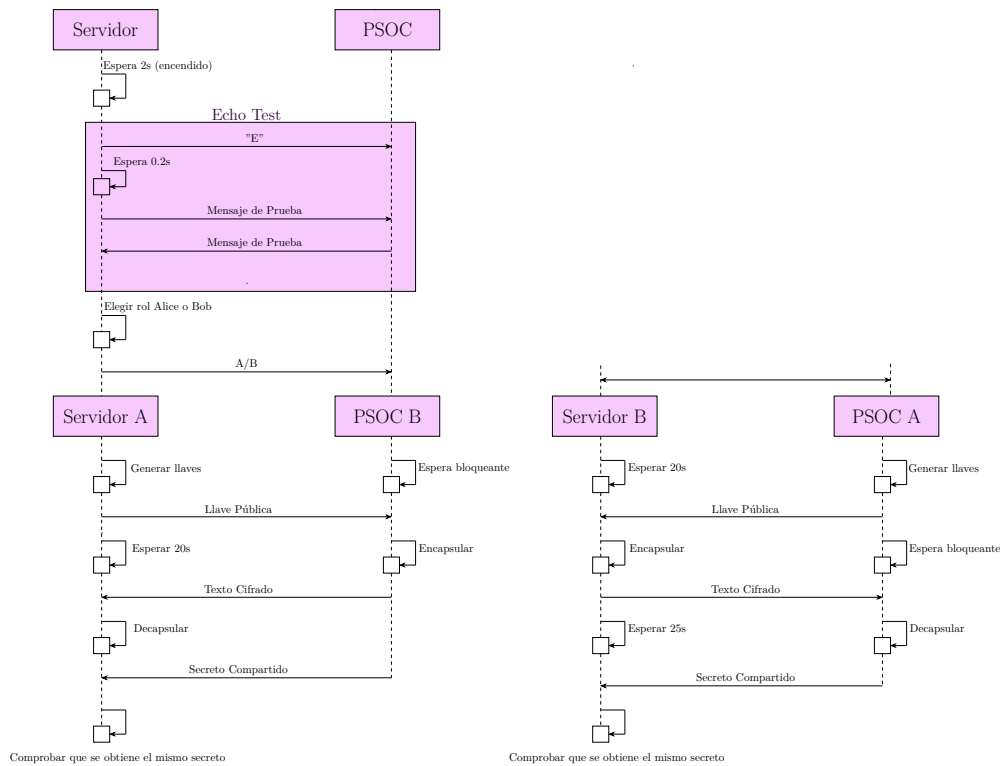 Servidor
PSOC
Espera 2s (encendido)
Echo Test
"E"
Espera 0.2s
Mensaje de Prueba
Mensaje de Prueba
Elegir rol Alice o Bob
A/B
Servidor A
PSOC B
Generar llaves
Espera bloqueante
Llave Pública
Esperar 20s
Encapsular
Texto Cifrado
Decapsular
Secreto Compartido
Comprobar que se obtiene el mismo secreto
Servidor B
PSOC A
Esperar 20s
Generar llaves
Llave Pública
Encapsular
Espera bloqueante
Texto Cifrado
Esperar 25s
Decapsular
Secreto Compartido
Comprobar que se obtiene el mismo secreto